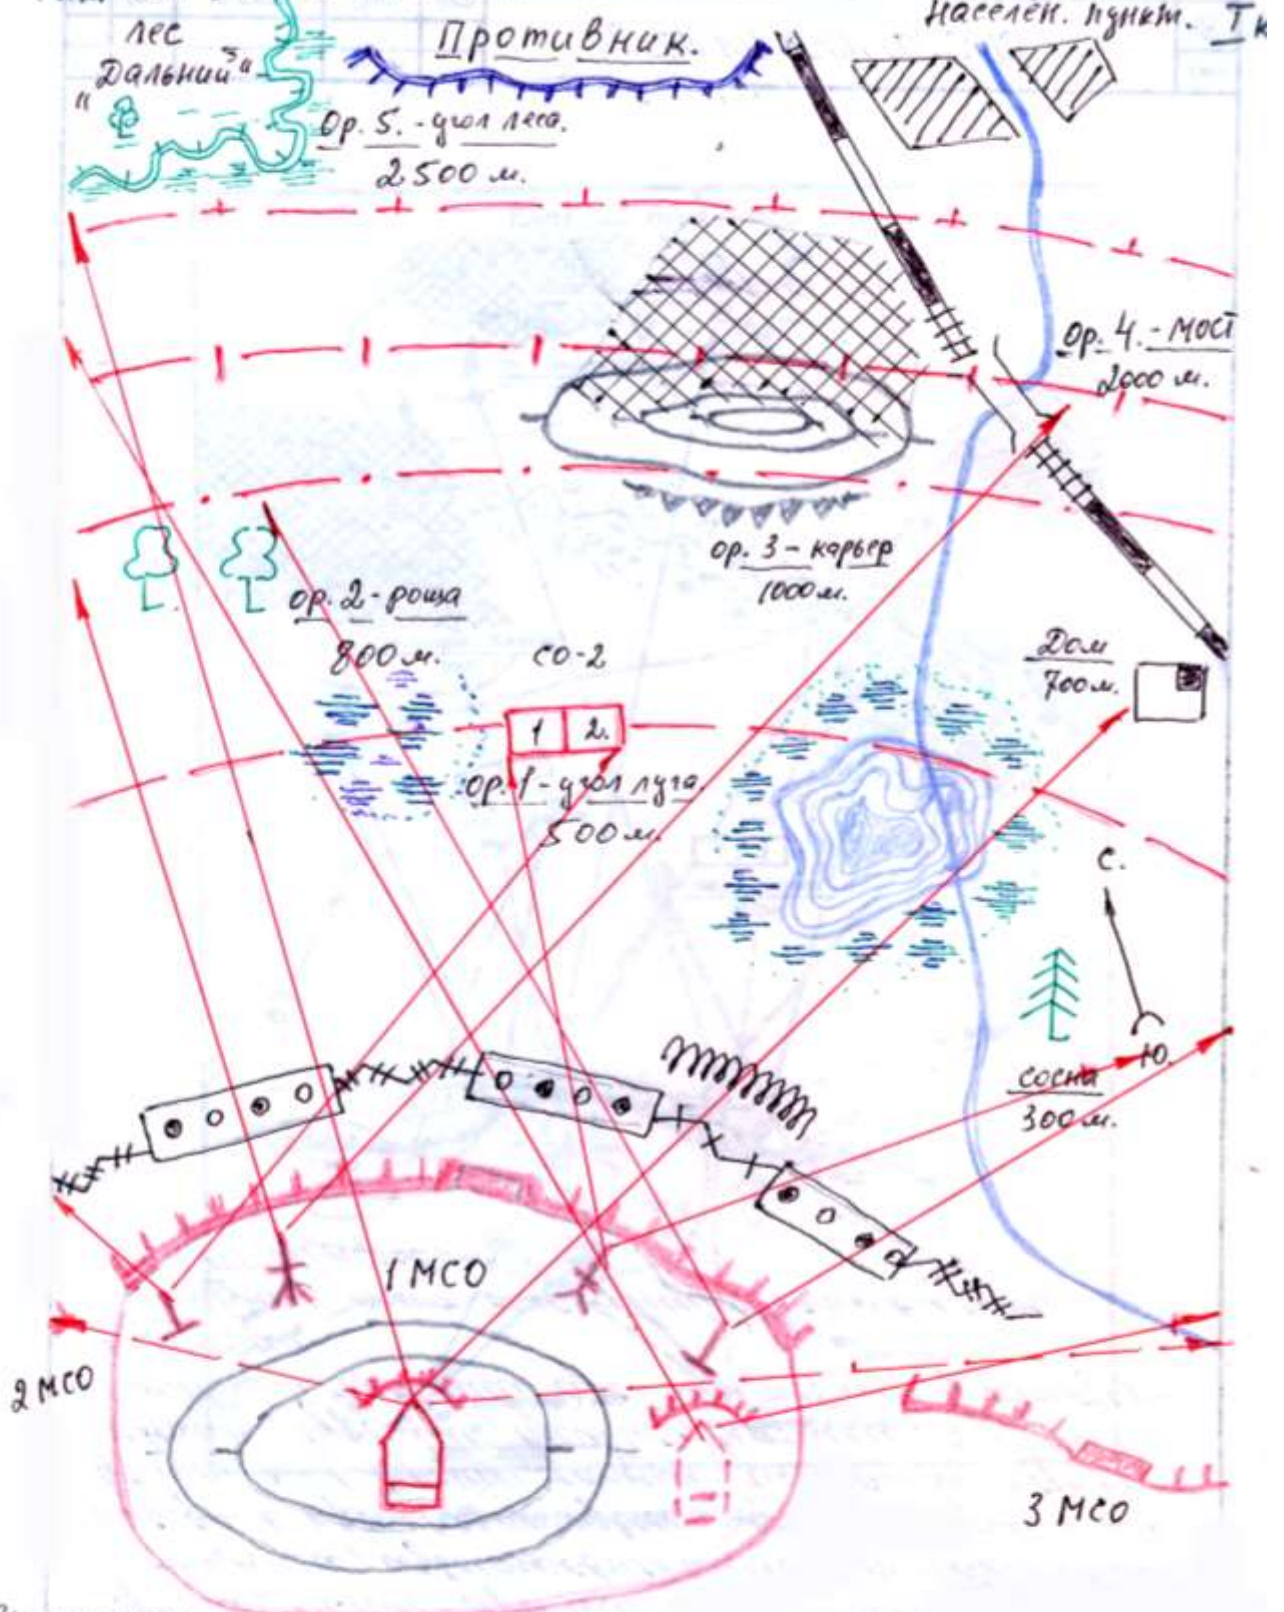 лес
"Дальний"
Противник.
населен. пункт.
Ор. 5. - угол леса.
2500 м.
Ор. 4. - мост
2000 м.
ор. 3 - карьер
1000 м.
ор. 2 - роща
800 м.
СО-2
Дом
700 м.
1 2.
ор. 1 - угол луга.
500 м.
С.
Ю.
сосна
300 м.
1 МСО
2 МСО
3 МСО